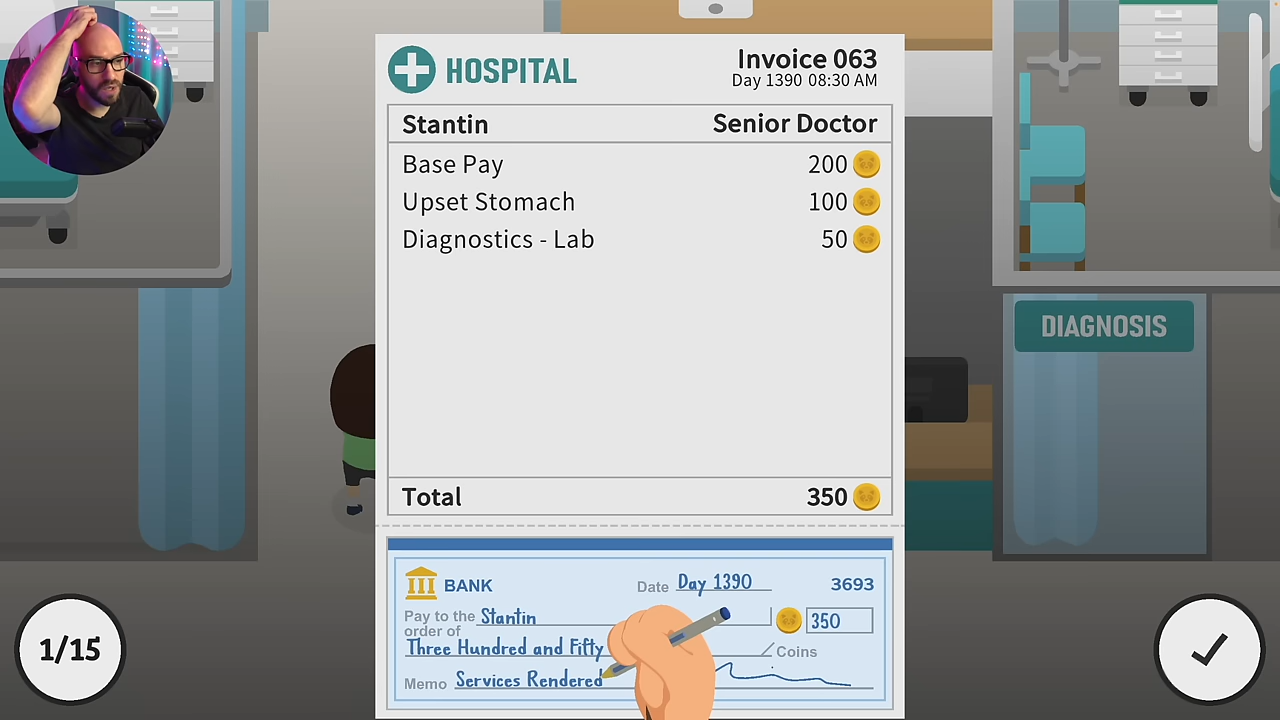 HOSPITAL
Invoice 063
Day 1390 08:30 AM
Stantin Senior Doctor
Base Pay 200
Upset Stomach 100
Diagnostics - Lab 50
Total 350
DIAGNOSIS
BANK Date Day 1390 3693
Pay to the order of Stantin 350
Three Hundred and Fifty Coins
Memo Services Rendered
1/15